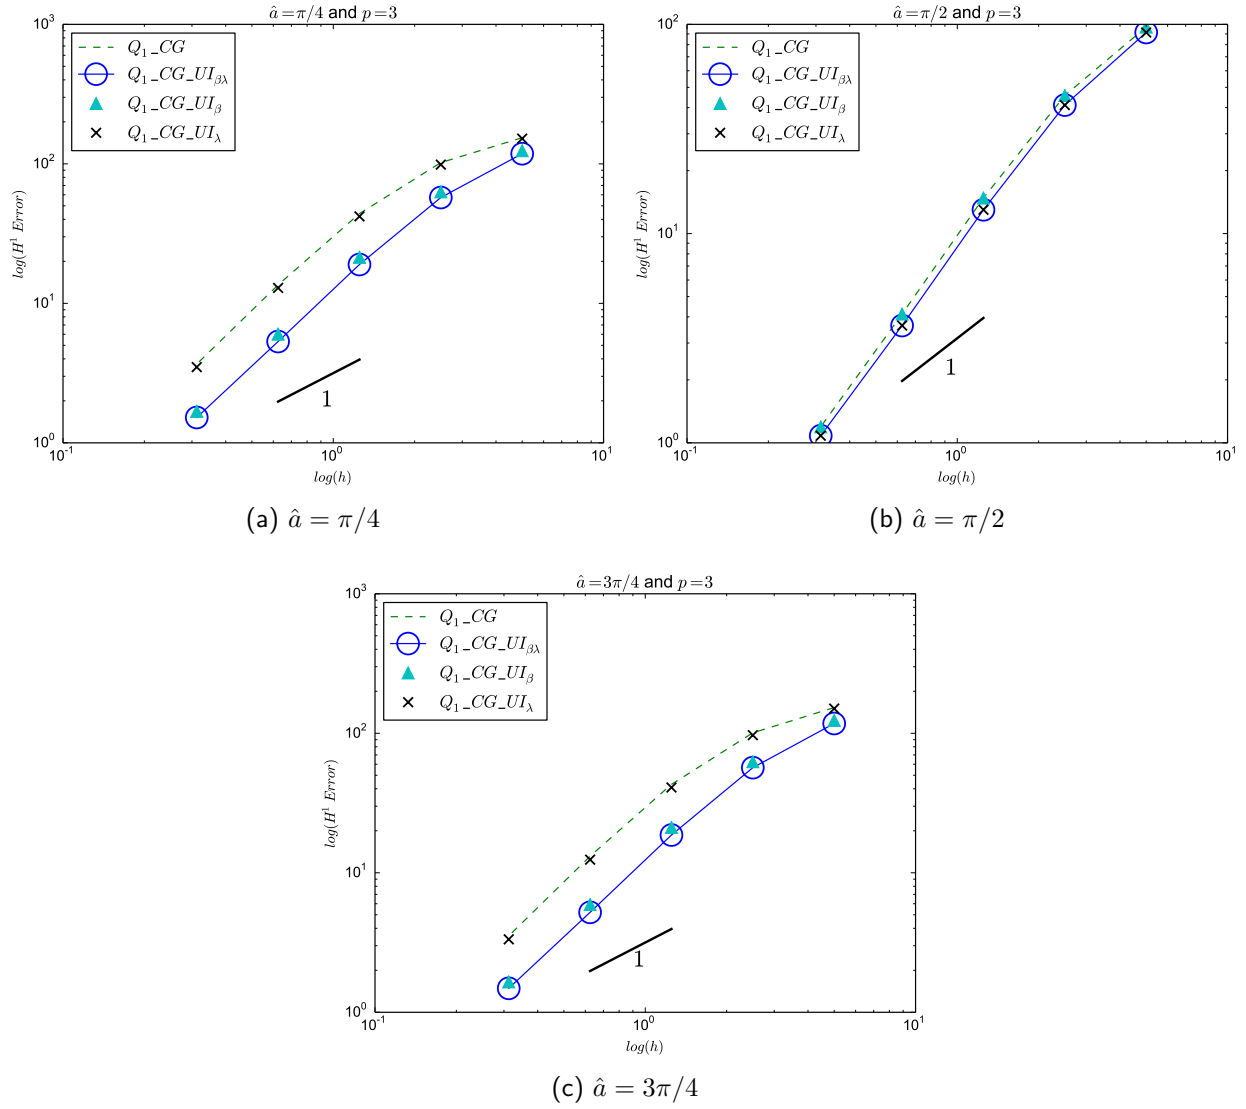 â=π/4 and p=3
Q₁_CG
Q₁_CG_UI_βλ
Q₁_CG_UI_β
Q₁_CG_UI_λ
10³
10²
10¹
10⁰
log(H¹ Error)
1
10⁻¹ 10⁰ 10¹
log(h)
(a) â = π/4
â=π/2 and p=3
Q₁_CG
Q₁_CG_UI_βλ
Q₁_CG_UI_β
Q₁_CG_UI_λ
10²
10¹
10⁰
log(H¹ Error)
1
10⁻¹ 10⁰ 10¹
log(h)
(b) â = π/2
â=3π/4 and p=3
Q₁_CG
Q₁_CG_UI_βλ
Q₁_CG_UI_β
Q₁_CG_UI_λ
10³
10²
10¹
10⁰
log(H¹ Error)
1
10⁻¹ 10⁰ 10¹
log(h)
(c) â = 3π/4